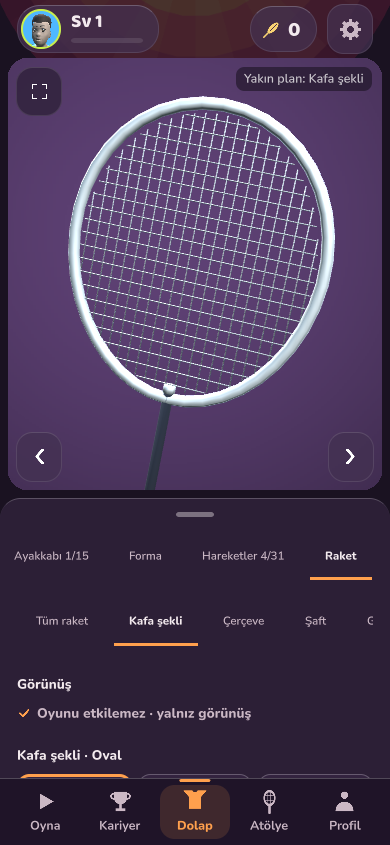 Sv 1
0
Yakın plan: Kafa şekli
Ayakkabı 1/15 Forma Hareketler 4/31 Raket
Tüm raket Kafa şekli Çerçeve Şaft
Görünüş
Oyunu etkilemez · yalnız görünüş
Kafa şekli · Oval
Oyna Kariyer Dolap Atölye Profil